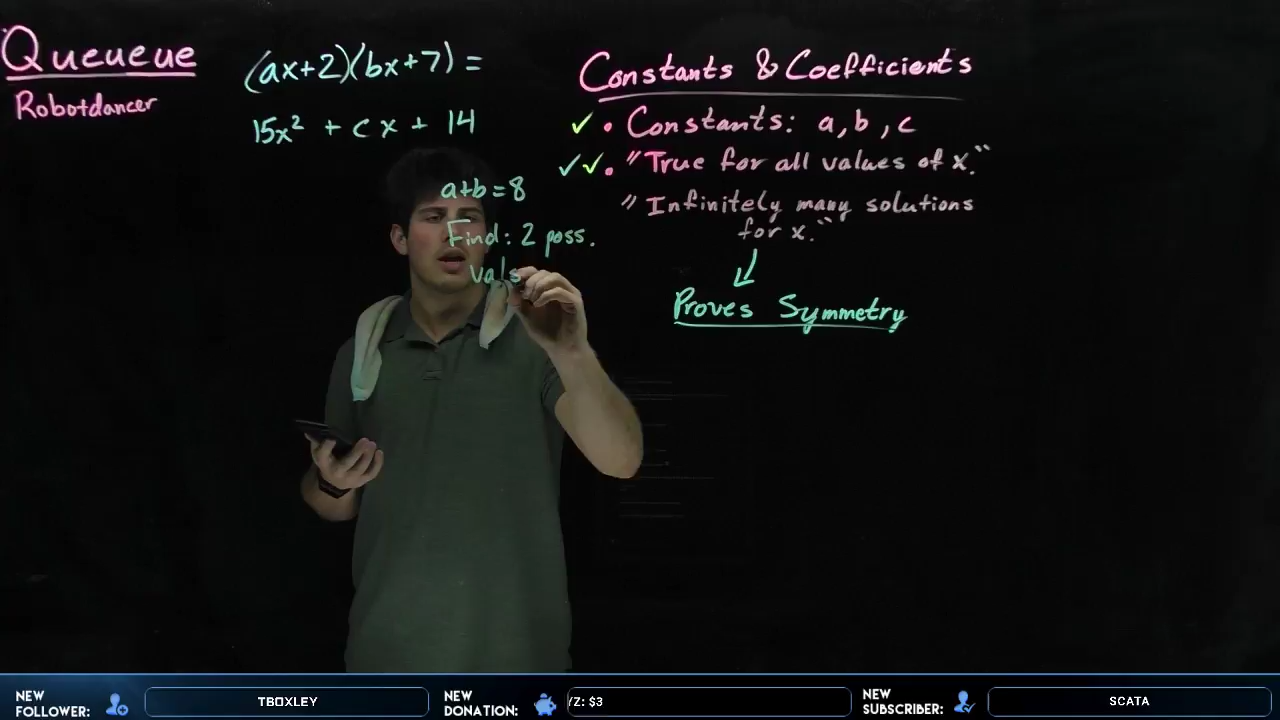 Queueue
Robotdancer
(ax+2)(bx+7) =
15x² + cx + 14
a+b=8
Find: 2 poss.
vals
Constants & Coefficients
✓ • Constants: a, b, c
✓✓ • "True for all values of x."
"Infinitely many solutions
for x."
Proves Symmetry
NEW FOLLOWER: TBOXLEY
NEW DONATION: /Z: $3
NEW SUBSCRIBER: SCATA